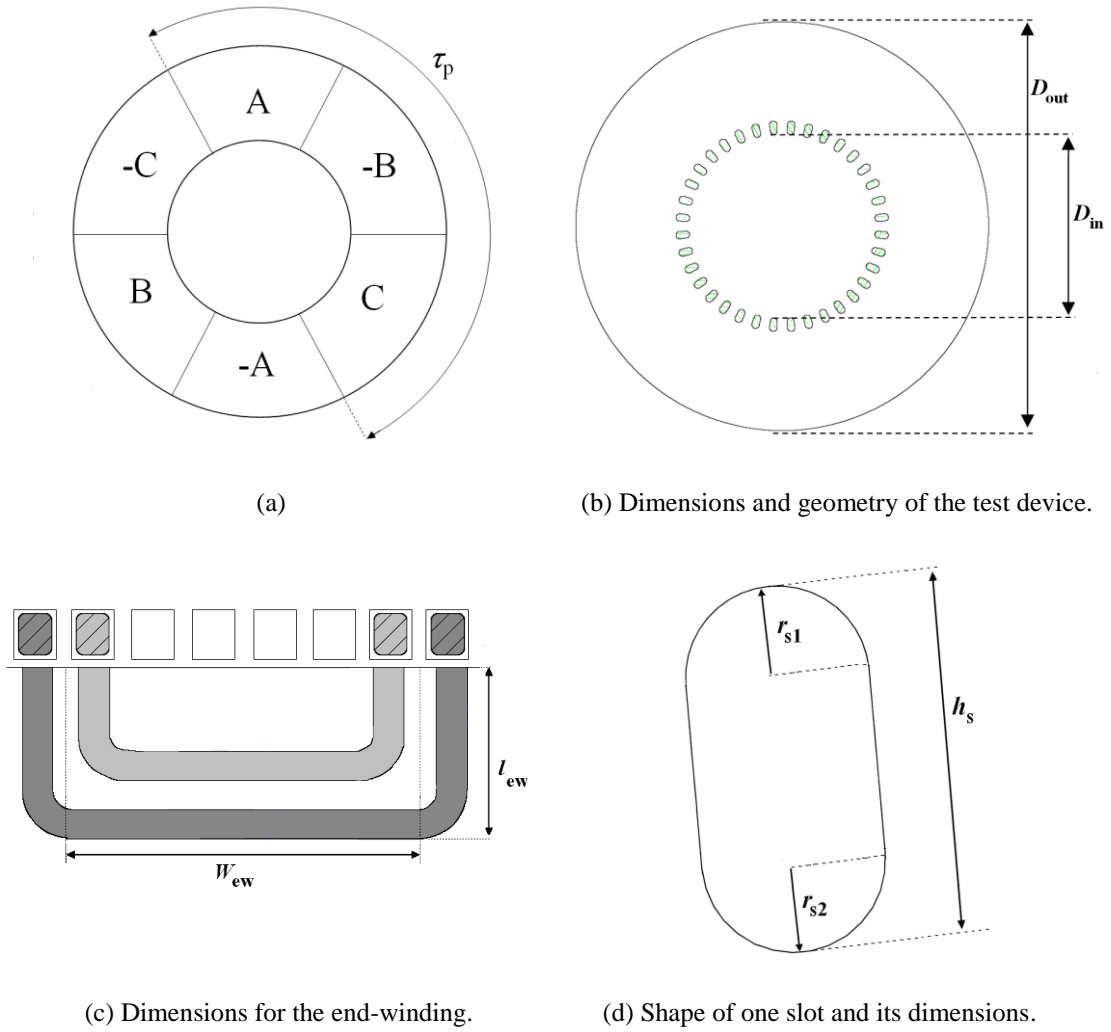 τp
A
-C
-B
B
C
-A
Dout
Din
(a)
(b) Dimensions and geometry of the test device.
lew
Wew
rs1
hs
rs2
(c) Dimensions for the end-winding.
(d) Shape of one slot and its dimensions.